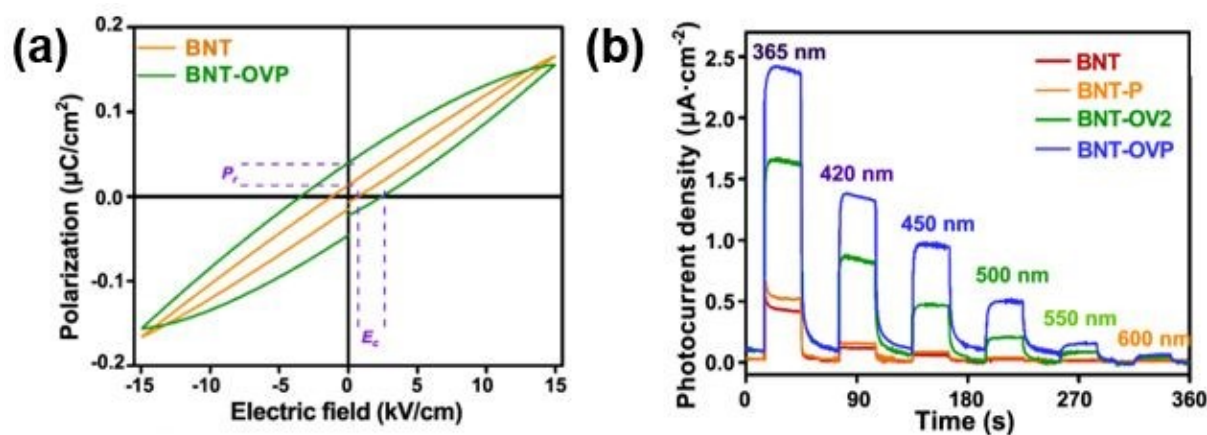 (a)
BNT
BNT-OVP
Polarization (μC/cm²)
0.2
0.1
0.0
-0.1
-0.2
Pr
Ec
-15 -10 -5 0 5 10 15
Electric field (kV/cm)
(b)
Photocurrent density (μA·cm⁻²)
2.5
2.0
1.5
1.0
0.5
0.0
365 nm
420 nm
450 nm
500 nm
550 nm
600 nm
BNT
BNT-P
BNT-OV2
BNT-OVP
0 90 180 270 360
Time (s)